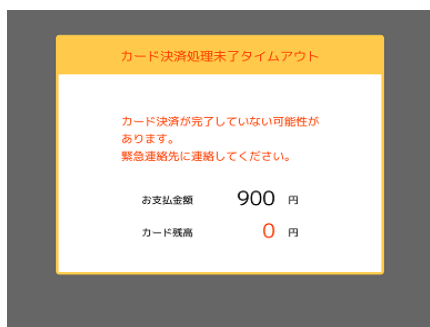 カード決済処理未了タイムアウト
カード決済が完了していない可能性が
あります。
緊急連絡先に連絡してください。
お支払金額 900 円
カード残高 0 円